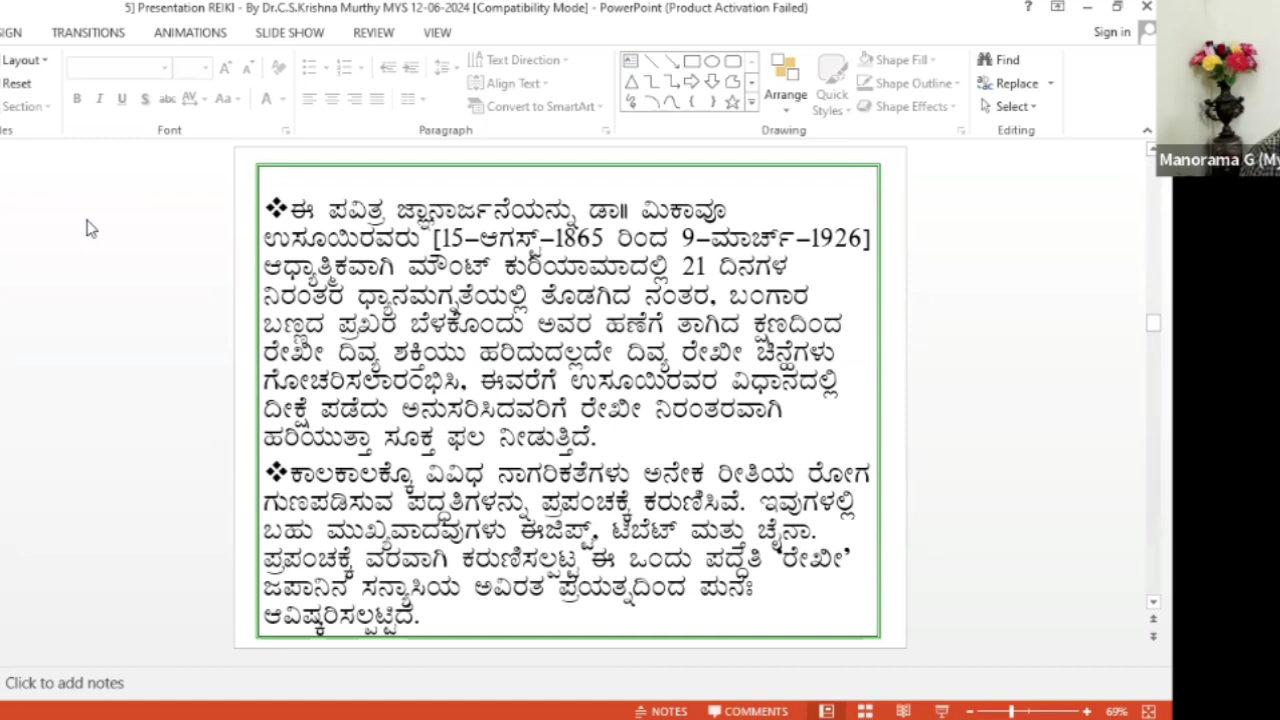 5] Presentation REIKI - By Dr.C.S.Krishna Murthy MYS 12-06-2024 [Compatibility Mode] - PowerPoint (Product Activation Failed)
SIGN TRANSITIONS ANIMATIONS SLIDE SHOW REVIEW VIEW Sign in
Layout Text Direction Shape Fill Find
Reset Align Text Arrange Quick Styles Shape Outline Replace
Section Convert to SmartArt Shape Effects Select
Font Paragraph Drawing Editing
Manorama G (My
❖ಈ ಪವಿತ್ರ ಜ್ಞಾನಾರ್ಜನೆಯನ್ನು ಡಾ॥ ಮಿಕಾವೂ
ಉಸೂಯಿರವರು [15–ಆಗಸ್ಟ್–1865 ರಿಂದ 9–ಮಾರ್ಚ್–1926]
ಆಧ್ಯಾತ್ಮಿಕವಾಗಿ ಮೌಂಟ್ ಕುರಿಯಾಮಾದಲ್ಲಿ 21 ದಿನಗಳ
ನಿರಂತರ ಧ್ಯಾನಮಗ್ನತೆಯಲ್ಲಿ ತೊಡಗಿದ ನಂತರ, ಬಂಗಾರ
ಬಣ್ಣದ ಪ್ರಖರ ಬೆಳಕೊಂದು ಅವರ ಹಣೆಗೆ ತಾಗಿದ ಕ್ಷಣದಿಂದ
ರೇಖೀ ದಿವ್ಯ ಶಕ್ತಿಯು ಹರಿದುದಲ್ಲದೇ ದಿವ್ಯ ರೇಖೀ ಚಿನ್ಹೆಗಳು
ಗೋಚರಿಸಲಾರಂಭಿಸಿ, ಈವರೆಗೆ ಉಸೂಯಿರವರ ವಿಧಾನದಲ್ಲಿ
ದೀಕ್ಷೆ ಪಡೆದು ಅನುಸರಿಸಿದವರಿಗೆ ರೇಖೀ ನಿರಂತರವಾಗಿ
ಹರಿಯುತ್ತಾ ಸೂಕ್ತ ಫಲ ನೀಡುತ್ತಿದೆ.
❖ಕಾಲಕಾಲಕ್ಕೊ ವಿವಿಧ ನಾಗರಿಕತೆಗಳು ಅನೇಕ ರೀತಿಯ ರೋಗ
ಗುಣಪಡಿಸುವ ಪದ್ಧತಿಗಳನ್ನು ಪ್ರಪಂಚಕ್ಕೆ ಕರುಣಿಸಿವೆ. ಇವುಗಳಲ್ಲಿ
ಬಹು ಮುಖ್ಯವಾದವುಗಳು ಈಜಿಪ್ಟ್, ಟಿಬೆಟ್ ಮತ್ತು ಚೈನಾ.
ಪ್ರಪಂಚಕ್ಕೆ ವರವಾಗಿ ಕರುಣಿಸಲ್ಪಟ್ಟ ಈ ಒಂದು ಪದ್ಧತಿ ‘ರೇಖೀ’
ಜಪಾನಿನ ಸನ್ಯಾಸಿಯ ಅವಿರತ ಪ್ರಯತ್ನದಿಂದ ಪುನಃ
ಆವಿಷ್ಕರಿಸಲ್ಪಟ್ಟಿದೆ.
Click to add notes
NOTES COMMENTS 69%